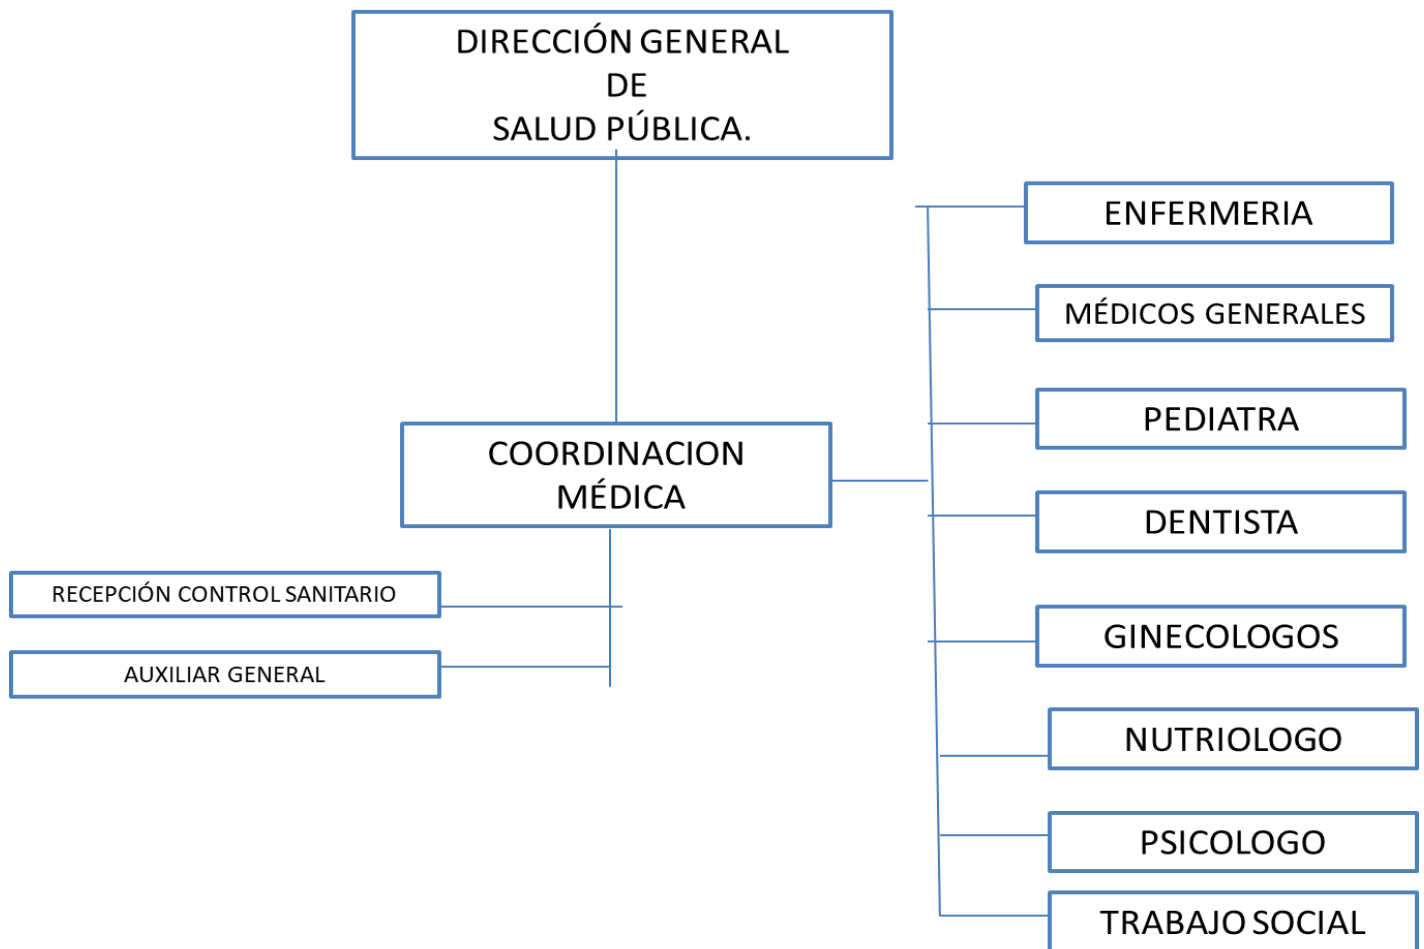 DIRECCIÓN GENERAL
DE
SALUD PÚBLICA.
ENFERMERIA
MÉDICOS GENERALES
PEDIATRA
COORDINACION
MÉDICA
DENTISTA
RECEPCIÓN CONTROL SANITARIO
GINECOLOGOS
AUXILIAR GENERAL
NUTRIOLOGO
PSICOLOGO
TRABAJO SOCIAL